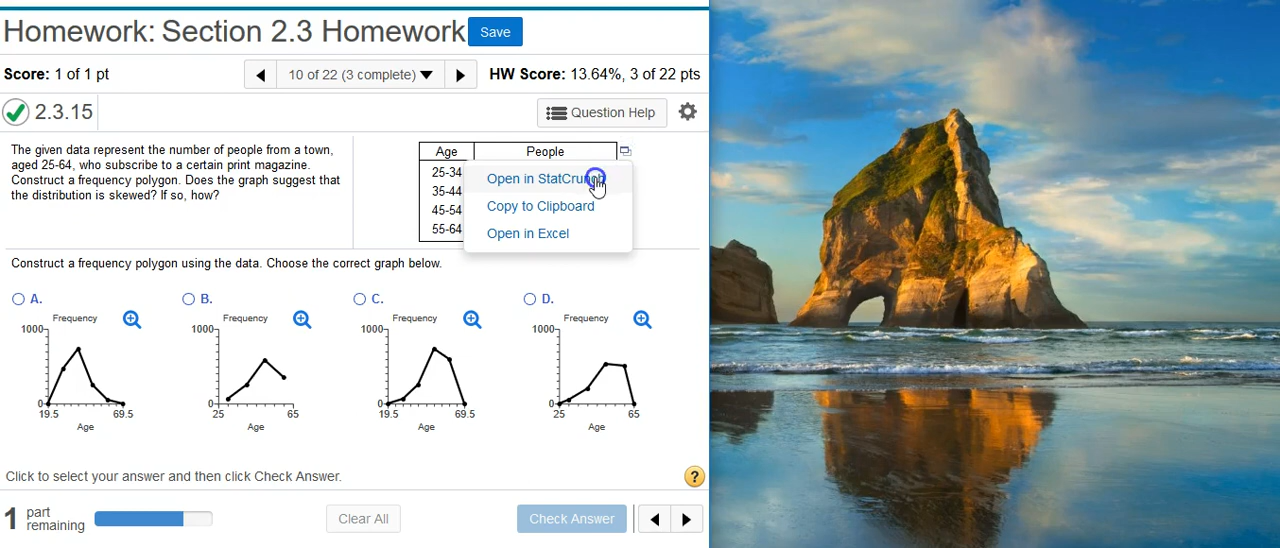 Homework: Section 2.3 Homework Save
Score: 1 of 1 pt
10 of 22 (3 complete)
HW Score: 13.64%, 3 of 22 pts
2.3.15
Question Help
The given data represent the number of people from a town,
aged 25-64, who subscribe to a certain print magazine.
Construct a frequency polygon. Does the graph suggest that
the distribution is skewed? If so, how?
Age People
25-34
35-44
45-54
55-64
Open in StatCrunch
Copy to Clipboard
Open in Excel
Construct a frequency polygon using the data. Choose the correct graph below.
A. B. C. D.
Frequency Frequency Frequency Frequency
1000 1000 1000 1000
0 0 0 0
19.5 69.5 25 65 19.5 69.5 25 65
Age Age Age Age
Click to select your answer and then click Check Answer.
?
1 part
remaining
Clear All
Check Answer